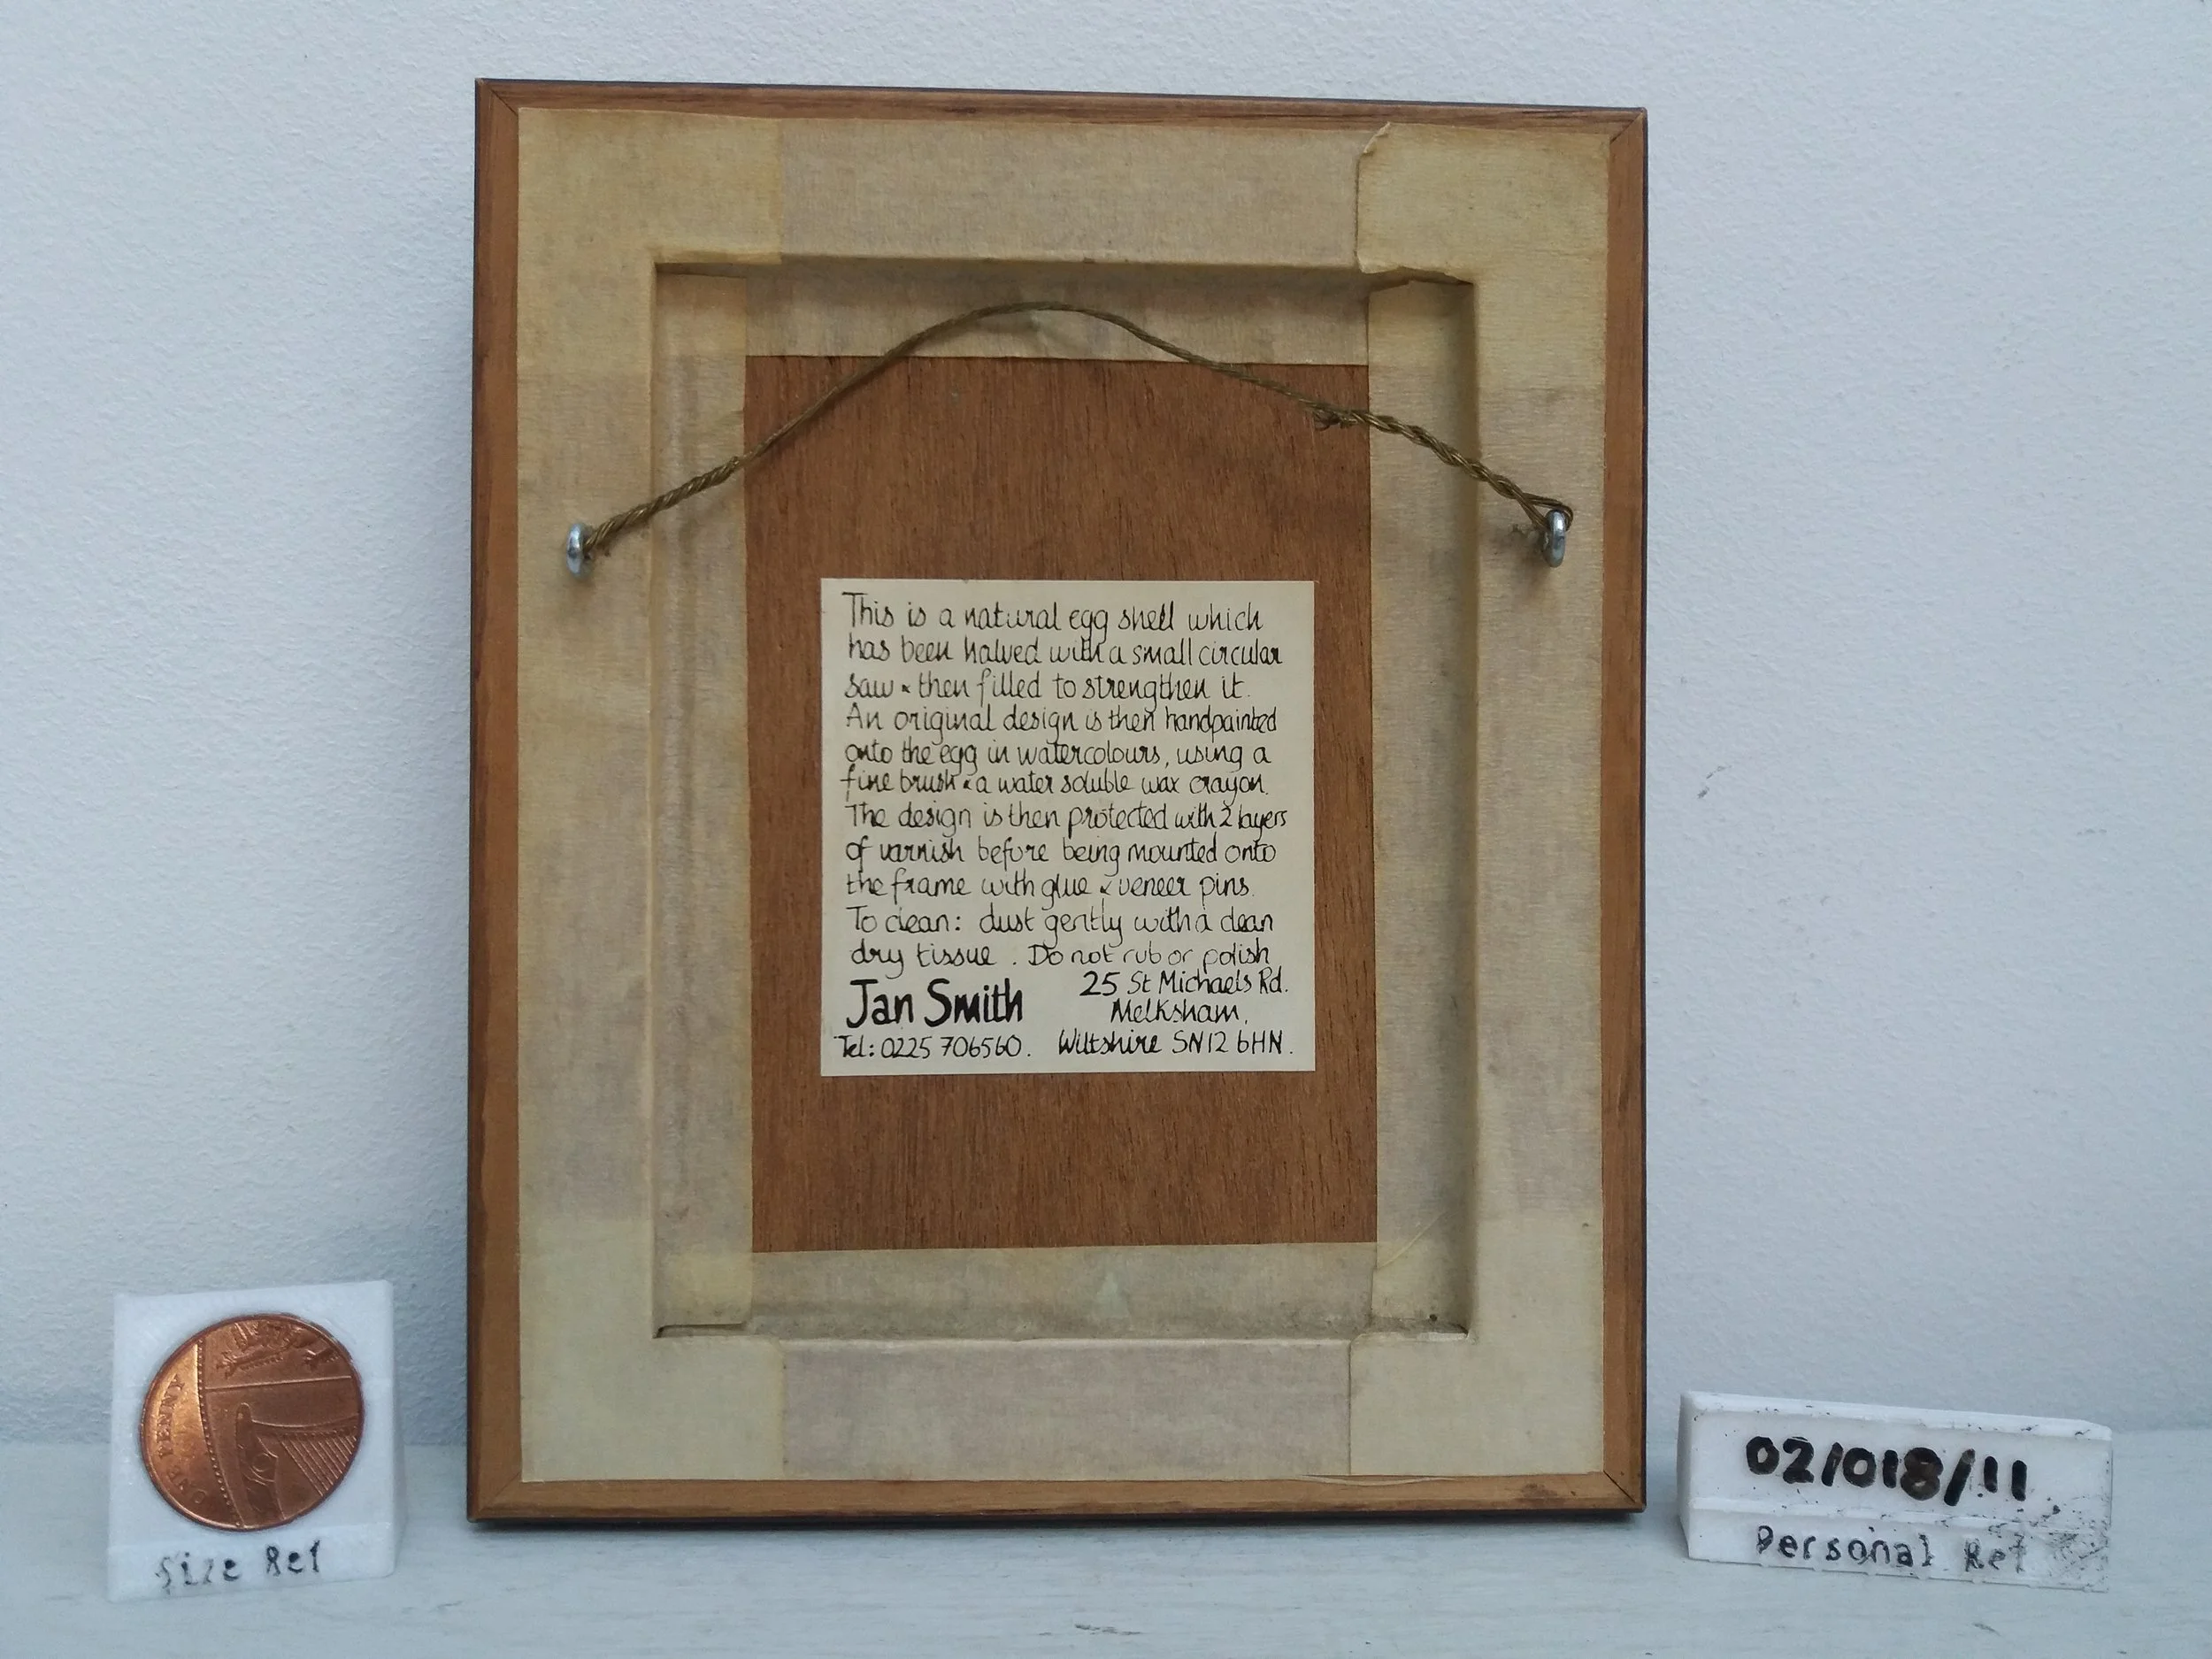 This is a natural egg shell which
has been halved with a small circular
saw & then filled to strengthen it.
An original design is then handpainted
onto the egg in watercolours, using a
fine brush & a water soluble wax crayon.
The design is then protected with 2 layers
of varnish before being mounted onto
the frame with glue & veneer pins.
To clean: dust gently with a clean
dry tissue. Do not rub or polish
Jan Smith
Tel: 0225 706560.
25 St Michaels Rd.
Melksham,
Wiltshire SN12 6HN.
ONE PENNY
Size Ref
02/018/11
Personal Ref